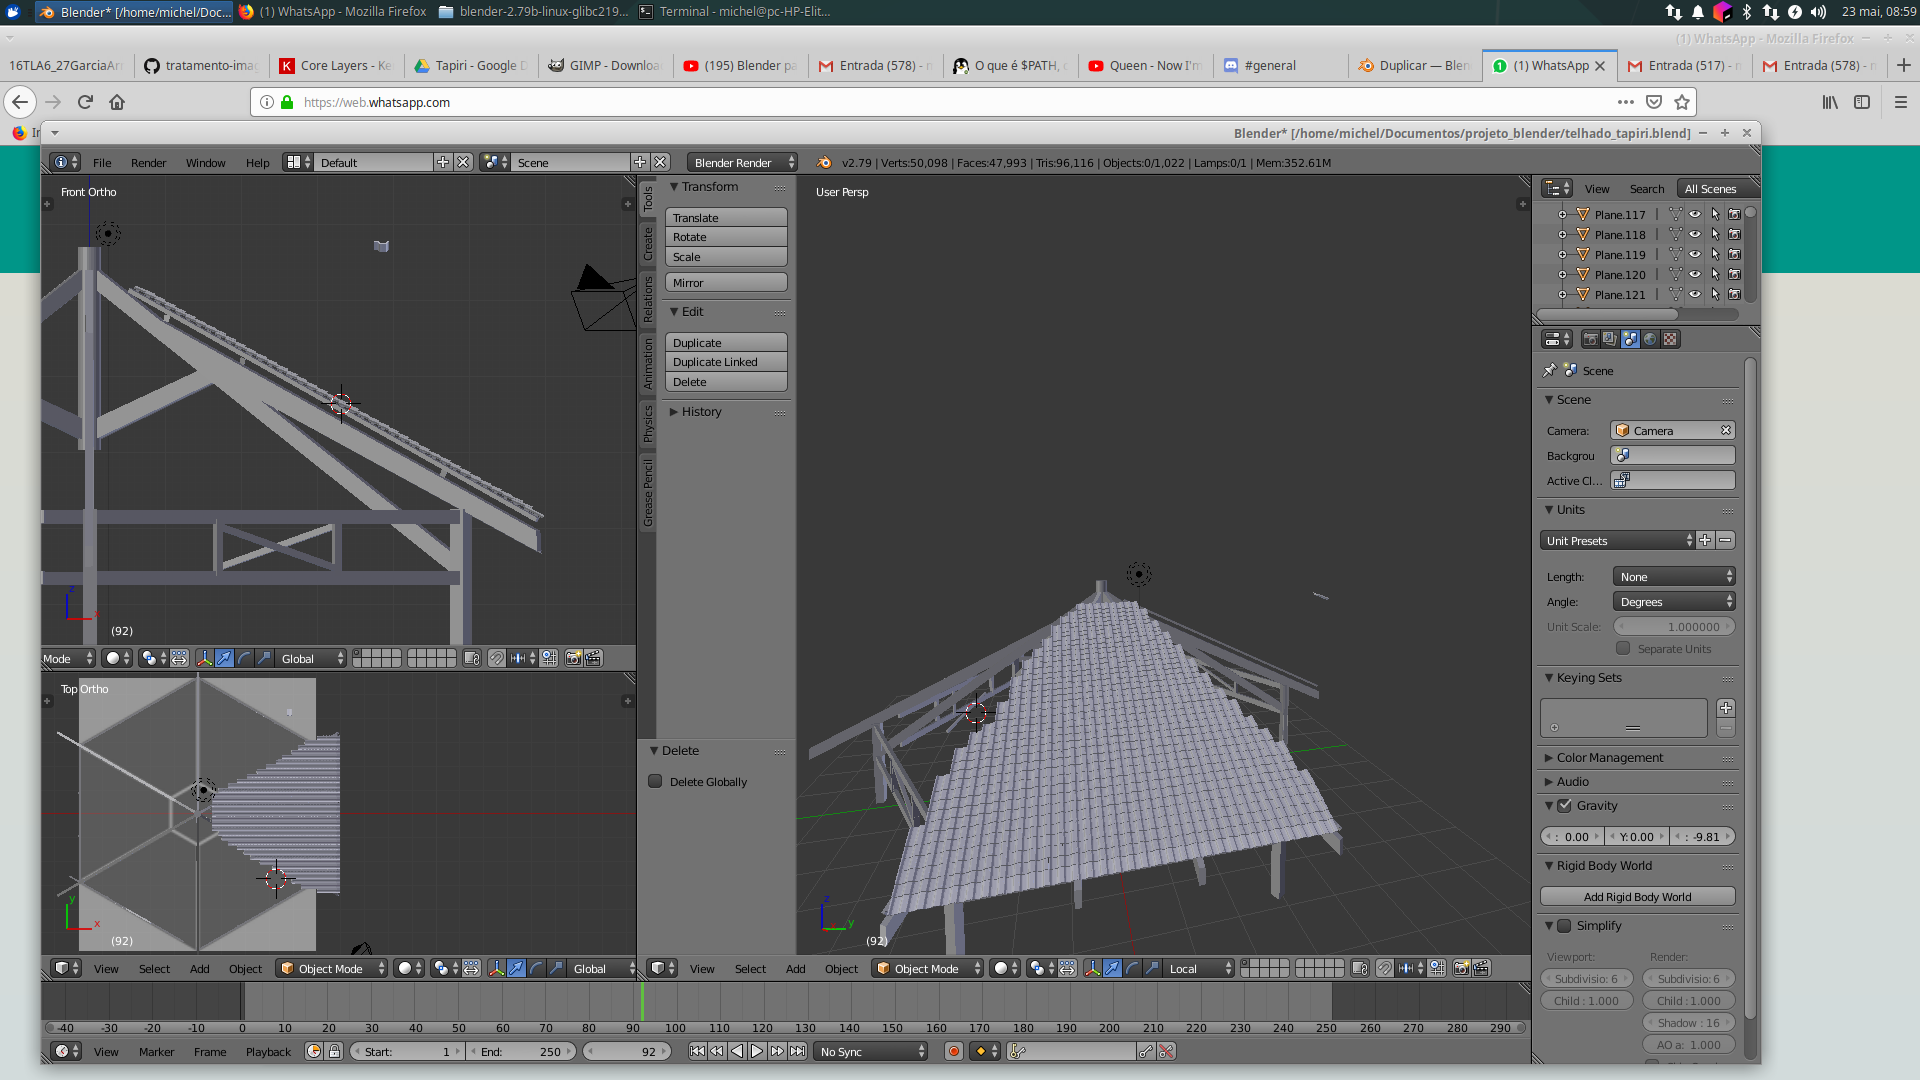 Blender* [/home/michel/Doc...
(1) WhatsApp - Mozilla Firefox
blender-2.79b-linux-glibc219...
Terminal - michel@pc-HP-Elit...
23 mai, 08:59
(1) WhatsApp - Mozilla Firefox
16TLA6_27GarciaAr
tratamento-imag
Core Layers - Ke
Tapiri - Google D
GIMP - Downloa
(195) Blender pa
Entrada (578) - m
O que é $PATH, c
Queen - Now I'm
#general
Duplicar — Blen
(1) WhatsApp
Entrada (517) - m
Entrada (578) - m
https://web.whatsapp.com
Blender* [/home/michel/Documentos/projeto_blender/telhado_tapiri.blend]
File
Render
Window
Help
Default
Scene
Blender Render
v2.79 | Verts:50,098 | Faces:47,993 | Tris:96,116 | Objects:0/1,022 | Lamps:0/1 | Mem:352.61M
Front Ortho
(92)
Mode
Global
Top Ortho
(92)
View
Select
Add
Object
Object Mode
Global
Tools
Create
Relations
Animation
Physics
Grease Pencil
Transform
Translate
Rotate
Scale
Mirror
Edit
Duplicate
Duplicate Linked
Delete
History
Delete
Delete Globally
User Persp
(92)
View
Select
Add
Object
Object Mode
Local
View
Search
All Scenes
Plane.117
Plane.118
Plane.119
Plane.120
Plane.121
Scene
Scene
Camera:
Camera
Backgrou
Active Cl...
Units
Unit Presets
Length:
None
Angle:
Degrees
Unit Scale:
1.000000
Separate Units
Keying Sets
Color Management
Audio
Gravity
: 0.00
Y: 0.00
: -9.81
Rigid Body World
Add Rigid Body World
Simplify
Viewport:
Render:
Subdivisio: 6
Subdivisio: 6
Child : 1.000
Child : 1.000
Shadow : 16
AO a: 1.000
-40 -30 -20 -10 0 10 20 30 40 50 60 70 80 90 100 110 120 130 140 150 160 170 180 190 200 210 220 230 240 250 260 270 280 290
View
Marker
Frame
Playback
Start: 1
End: 250
92
No Sync